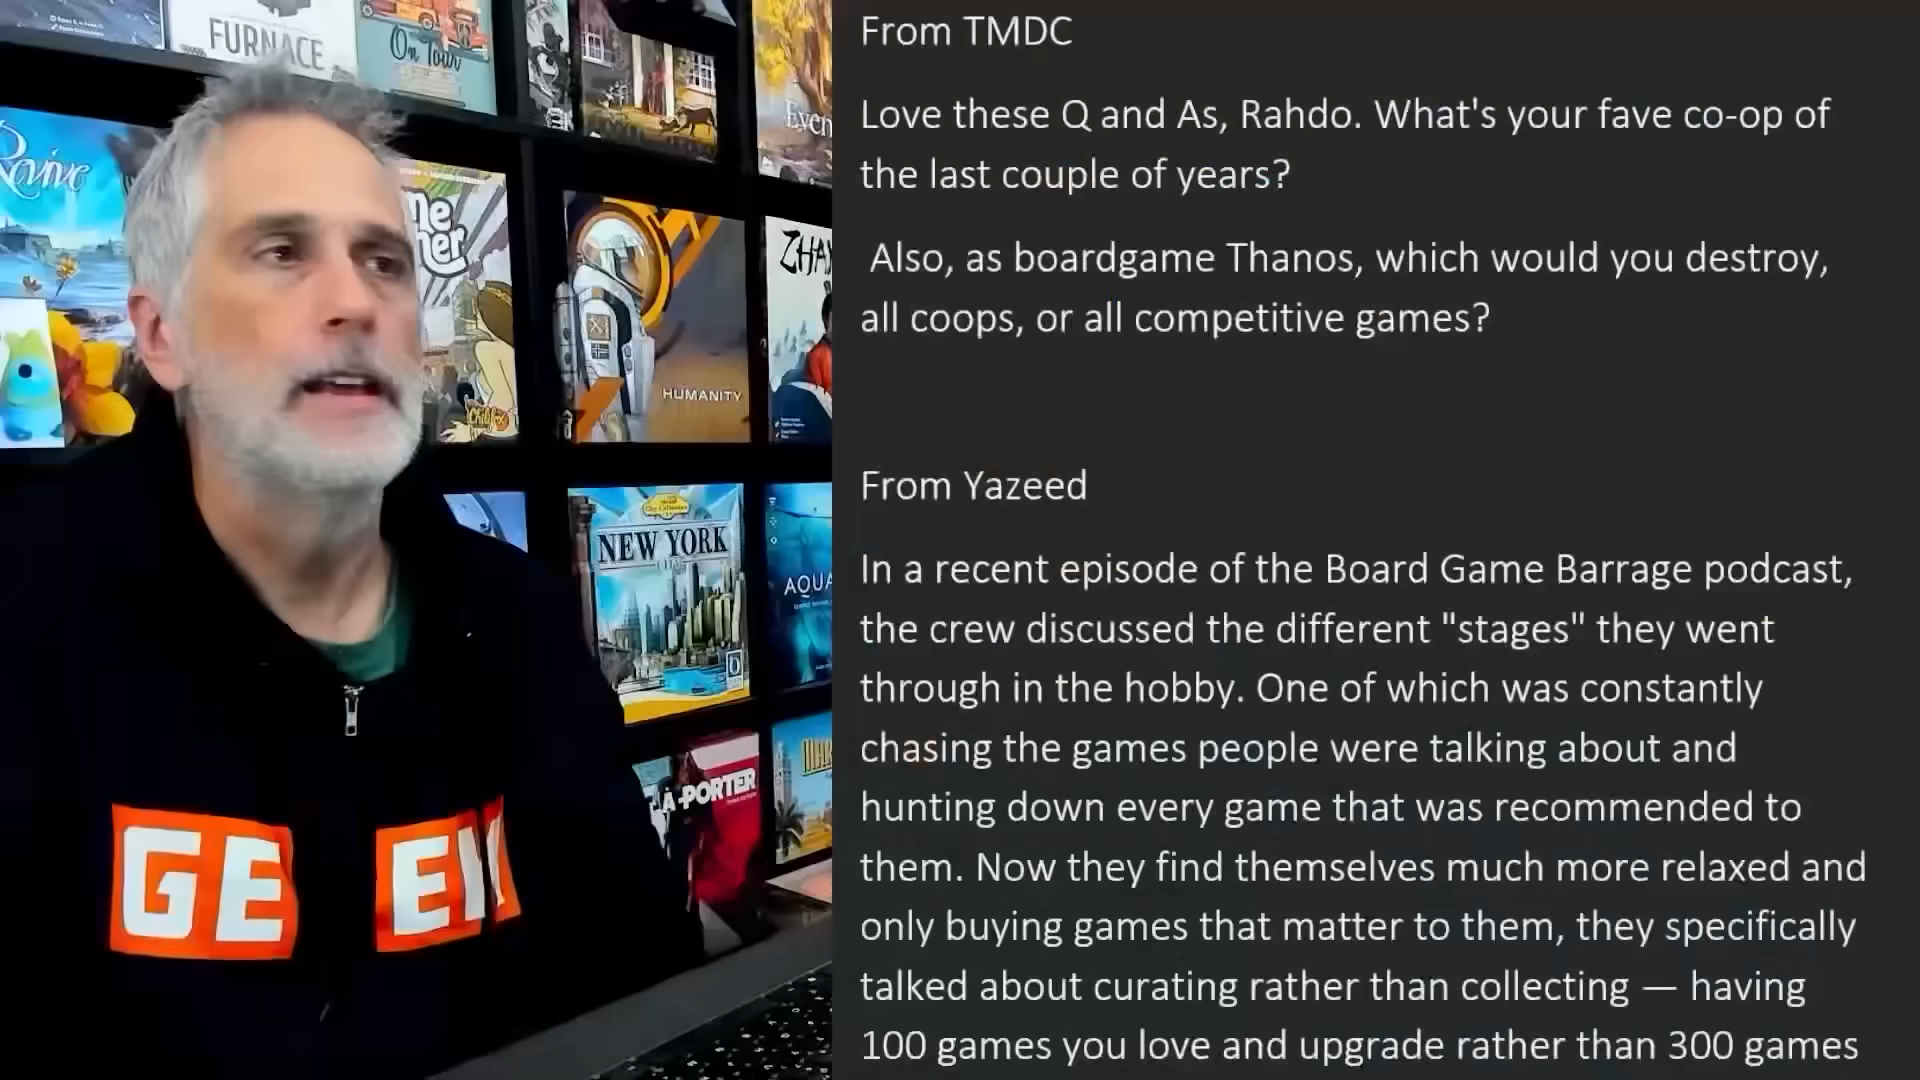 FURNACE
On Tour
Revive
Even
ZHA
HUMANITY
Chilifox
NEW YORK
CITY
AQUA
A-PORTER
GEEK
From TMDC
Love these Q and As, Rahdo. What's your fave co-op of
the last couple of years?
Also, as boardgame Thanos, which would you destroy,
all coops, or all competitive games?
From Yazeed
In a recent episode of the Board Game Barrage podcast,
the crew discussed the different "stages" they went
through in the hobby. One of which was constantly
chasing the games people were talking about and
hunting down every game that was recommended to
them. Now they find themselves much more relaxed and
only buying games that matter to them, they specifically
talked about curating rather than collecting — having
100 games you love and upgrade rather than 300 games